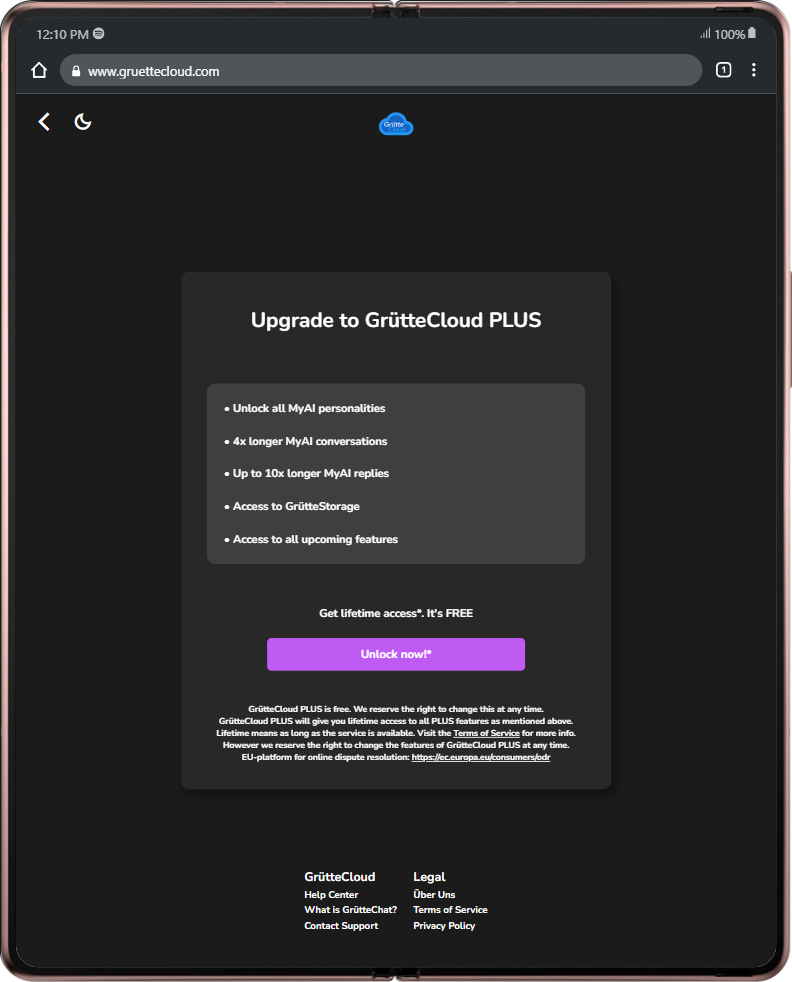 12:10 PM
100%
www.gruettecloud.com
1
Grütte
Cloud
Upgrade to GrütteCloud PLUS
• Unlock all MyAI personalities
• 4x longer MyAI conversations
• Up to 10x longer MyAI replies
• Access to GrütteStorage
• Access to all upcoming features
Get lifetime access*. It's FREE
Unlock now!*
GrütteCloud PLUS is free. We reserve the right to change this at any time.
GrütteCloud PLUS will give you lifetime access to all PLUS features as mentioned above.
Lifetime means as long as the service is available. Visit the Terms of Service for more info.
However we reserve the right to change the features of GrütteCloud PLUS at any time.
EU-platform for online dispute resolution: https://ec.europa.eu/consumers/odr
GrütteCloud
Help Center
What is GrütteChat?
Contact Support
Legal
Über Uns
Terms of Service
Privacy Policy